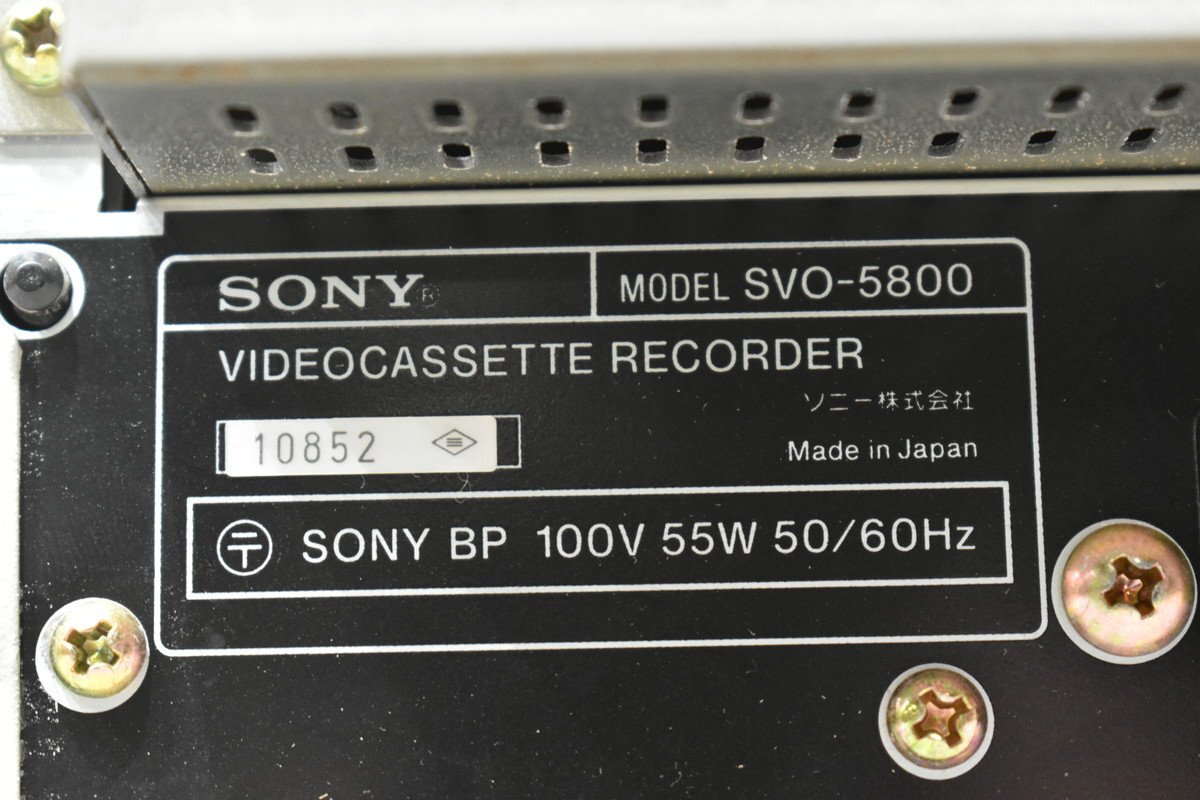 SONY®
MODEL SVO-5800
VIDEOCASSETTE RECORDER
ソニー株式会社
10852
Made in Japan
〒 SONY BP 100V 55W 50/60Hz